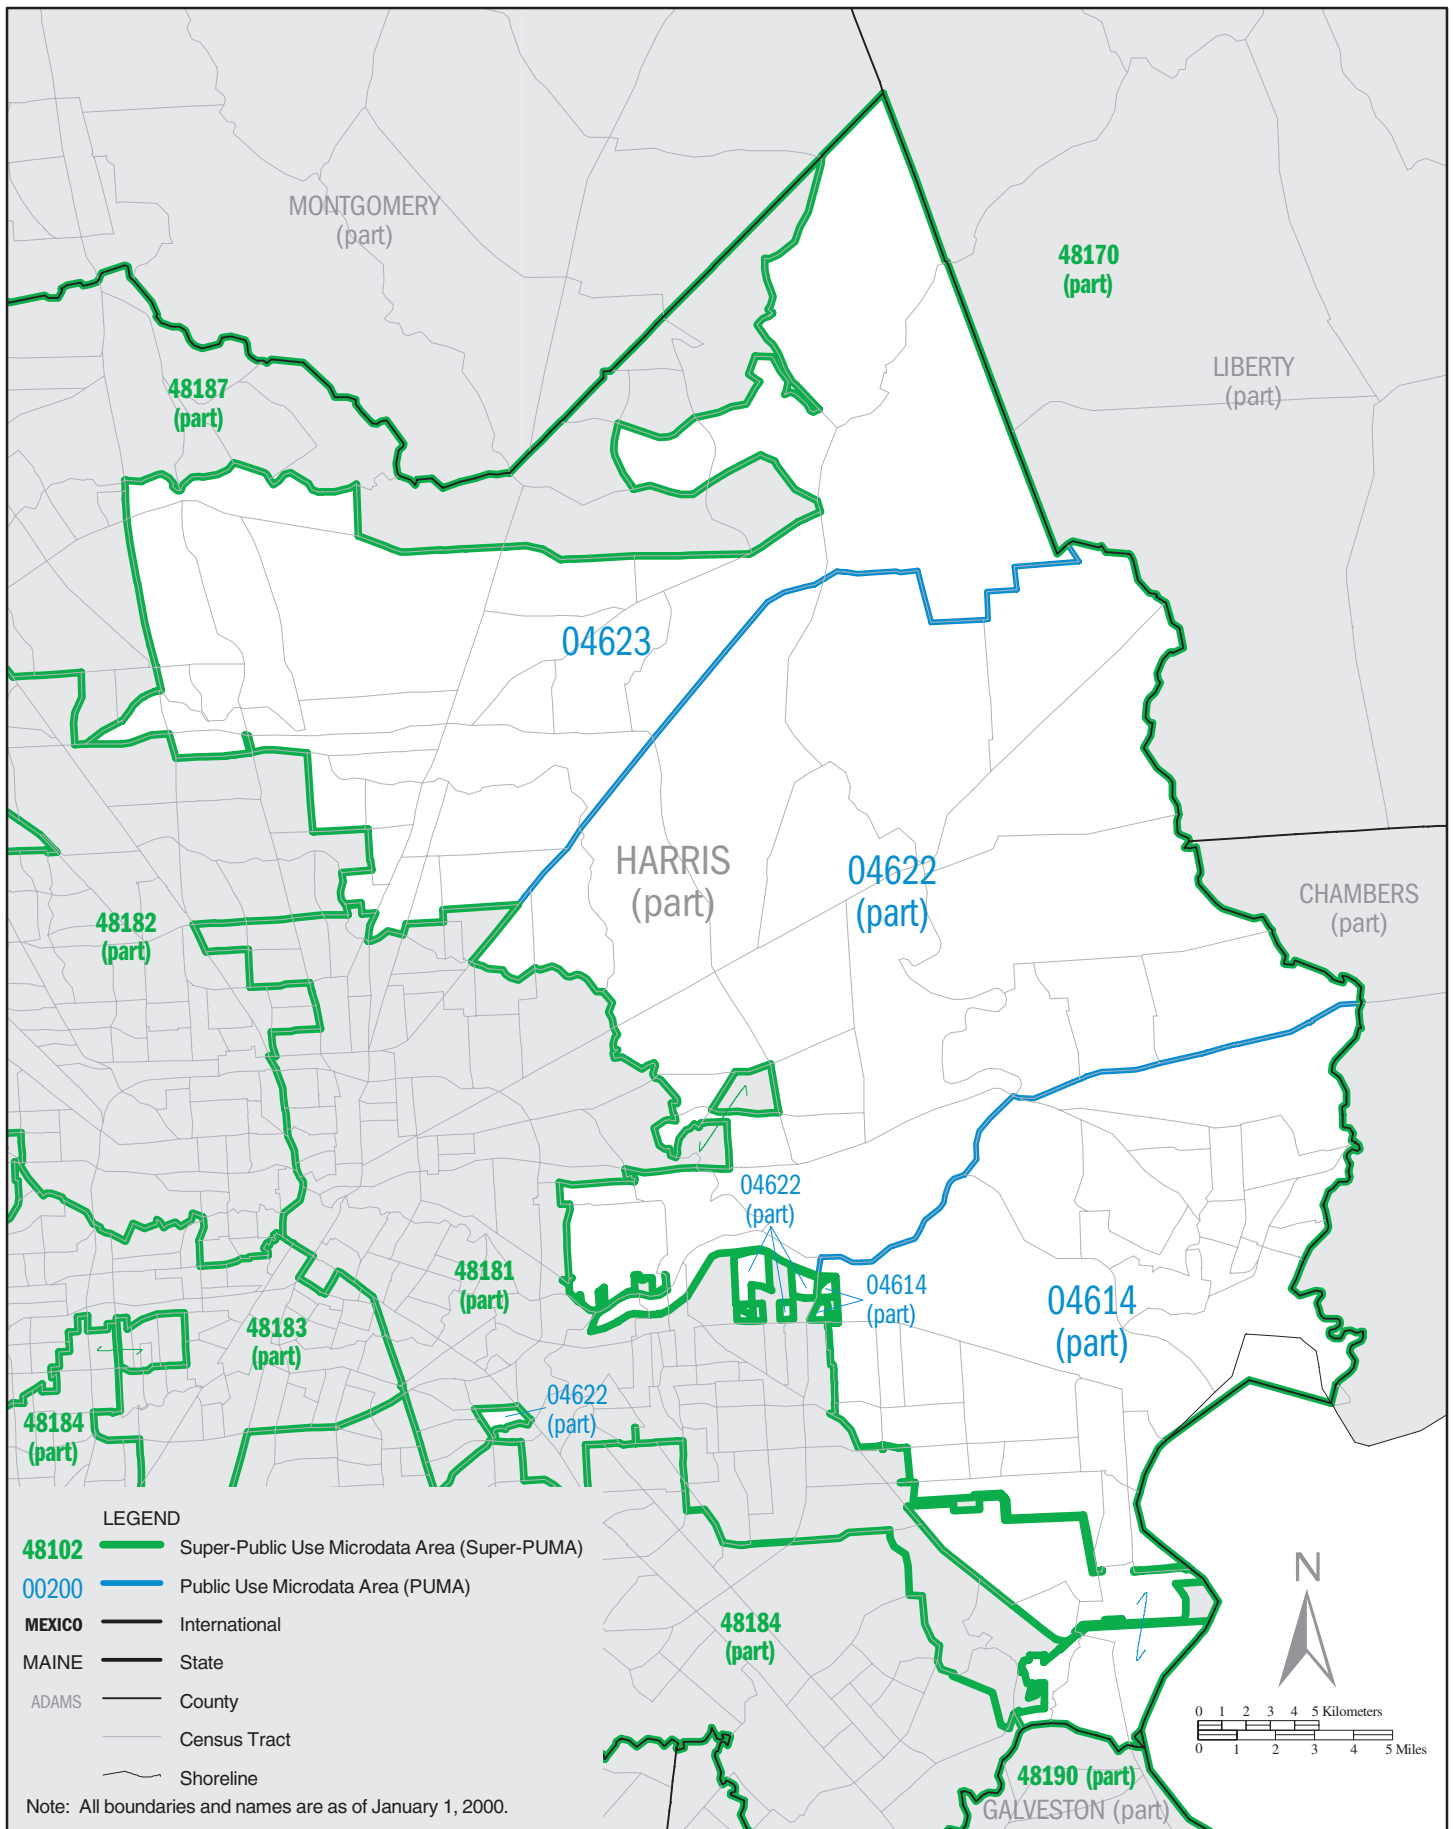 MONTGOMERY
(part)
48170
(part)
LIBERTY
(part)
48187
(part)
04623
HARRIS
(part)
04622
(part)
CHAMBERS
(part)
48182
(part)
04622
(part)
48181
(part)
04614
(part)
04614
(part)
48183
(part)
04622
(part)
48184
(part)
LEGEND
48102 Super-Public Use Microdata Area (Super-PUMA)
00200 Public Use Microdata Area (PUMA)
MEXICO International
MAINE State
ADAMS County
Census Tract
Shoreline
Note: All boundaries and names are as of January 1, 2000.
48184
(part)
N
0 1 2 3 4 5 Kilometers
0 1 2 3 4 5 Miles
48190 (part)
GALVESTON (part)